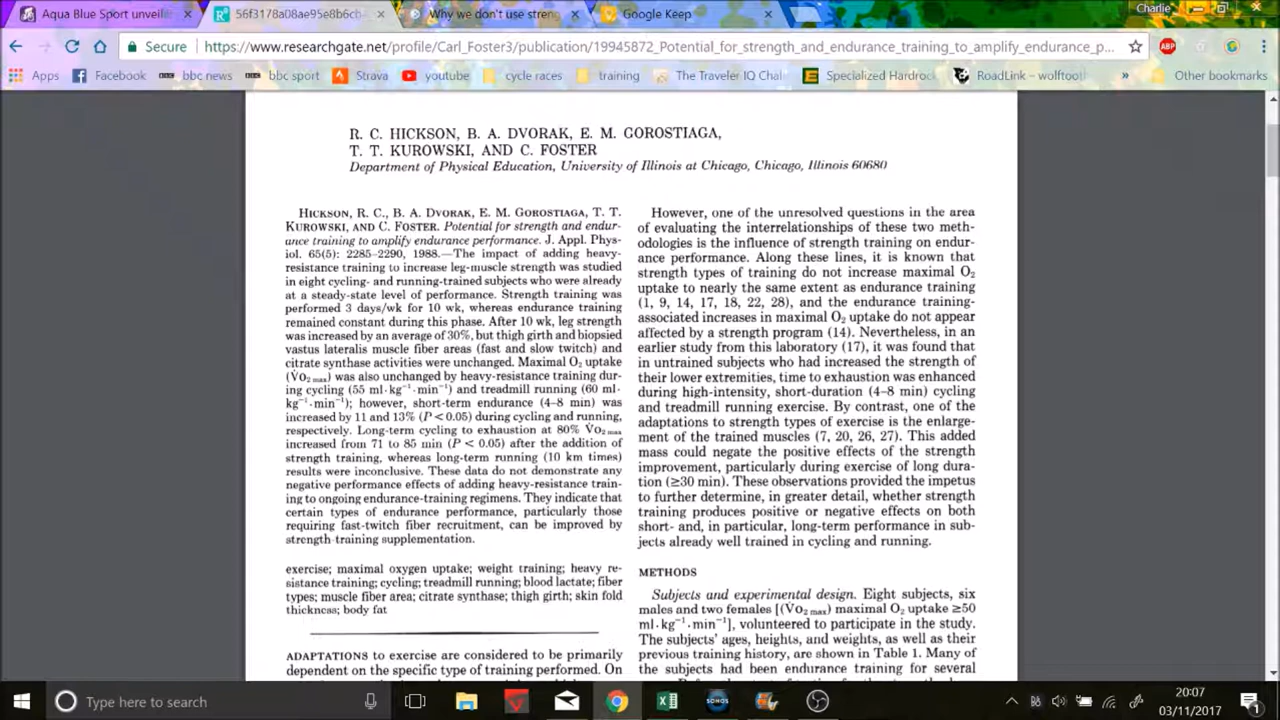 Aqua Blue Sport unveil
56f3178a08ae95e8b6cb
Why we don't use stren
Google Keep
Charlie
Secure
https://www.researchgate.net/profile/Carl_Foster3/publication/19945872_Potential_for_strength_and_endurance_training_to_amplify_endurance_p...
ABP
Apps
Facebook
bbc news
bbc sport
Strava
youtube
cycle races
training
The Traveler IQ Chal
Specialized Hardroc
RoadLink – wolftoot
»
Other bookmarks
R. C. HICKSON, B. A. DVORAK, E. M. GOROSTIAGA,
T. T. KUROWSKI, AND C. FOSTER
Department of Physical Education, University of Illinois at Chicago, Chicago, Illinois 60680
HICKSON, R. C., B. A. DVORAK, E. M. GOROSTIAGA, T. T.
KUROWSKI, AND C. FOSTER. Potential for strength and endur-
ance training to amplify endurance performance. J. Appl. Phys-
iol. 65(5): 2285–2290, 1988.—The impact of adding heavy-
resistance training to increase leg-muscle strength was studied
in eight cycling- and running-trained subjects who were already
at a steady-state level of performance. Strength training was
performed 3 days/wk for 10 wk, whereas endurance training
remained constant during this phase. After 10 wk, leg strength
was increased by an average of 30%, but thigh girth and biopsied
vastus lateralis muscle fiber areas (fast and slow twitch) and
citrate synthase activities were unchanged. Maximal O2 uptake
(V̇O2 max) was also unchanged by heavy-resistance training dur-
ing cycling (55 ml·kg−1·min−1) and treadmill running (60 ml·
kg−1·min−1); however, short-term endurance (4–8 min) was
increased by 11 and 13% (P < 0.05) during cycling and running,
respectively. Long-term cycling to exhaustion at 80% V̇O2 max
increased from 71 to 85 min (P < 0.05) after the addition of
strength training, whereas long-term running (10 km times)
results were inconclusive. These data do not demonstrate any
negative performance effects of adding heavy-resistance train-
ing to ongoing endurance-training regimens. They indicate that
certain types of endurance performance, particularly those
requiring fast-twitch fiber recruitment, can be improved by
strength-training supplementation.
exercise; maximal oxygen uptake; weight training; heavy re-
sistance training; cycling; treadmill running; blood lactate; fiber
types; muscle fiber area; citrate synthase; thigh girth; skin fold
thickness; body fat
ADAPTATIONS to exercise are considered to be primarily
dependent on the specific type of training performed. On
However, one of the unresolved questions in the area
of evaluating the interrelationships of these two meth-
odologies is the influence of strength training on endur-
ance performance. Along these lines, it is known that
strength types of training do not increase maximal O2
uptake to nearly the same extent as endurance training
(1, 9, 14, 17, 18, 22, 28), and the endurance training-
associated increases in maximal O2 uptake do not appear
affected by a strength program (14). Nevertheless, in an
earlier study from this laboratory (17), it was found that
in untrained subjects who had increased the strength of
their lower extremities, time to exhaustion was enhanced
during high-intensity, short-duration (4–8 min) cycling
and treadmill running exercise. By contrast, one of the
adaptations to strength types of exercise is the enlarge-
ment of the trained muscles (7, 20, 26, 27). This added
mass could negate the positive effects of the strength
improvement, particularly during exercise of long dura-
tion (≥30 min). These observations provided the impetus
to further determine, in greater detail, whether strength
training produces positive or negative effects on both
short- and, in particular, long-term performance in sub-
jects already well trained in cycling and running.
METHODS
Subjects and experimental design. Eight subjects, six
males and two females [(V̇O2 max) maximal O2 uptake ≥50
ml·kg−1·min−1], volunteered to participate in the study.
The subjects' ages, heights, and weights, as well as their
previous training history, are shown in Table 1. Many of
the subjects had been endurance training for several
Type here to search
SONOS
20:07
03/11/2017
1